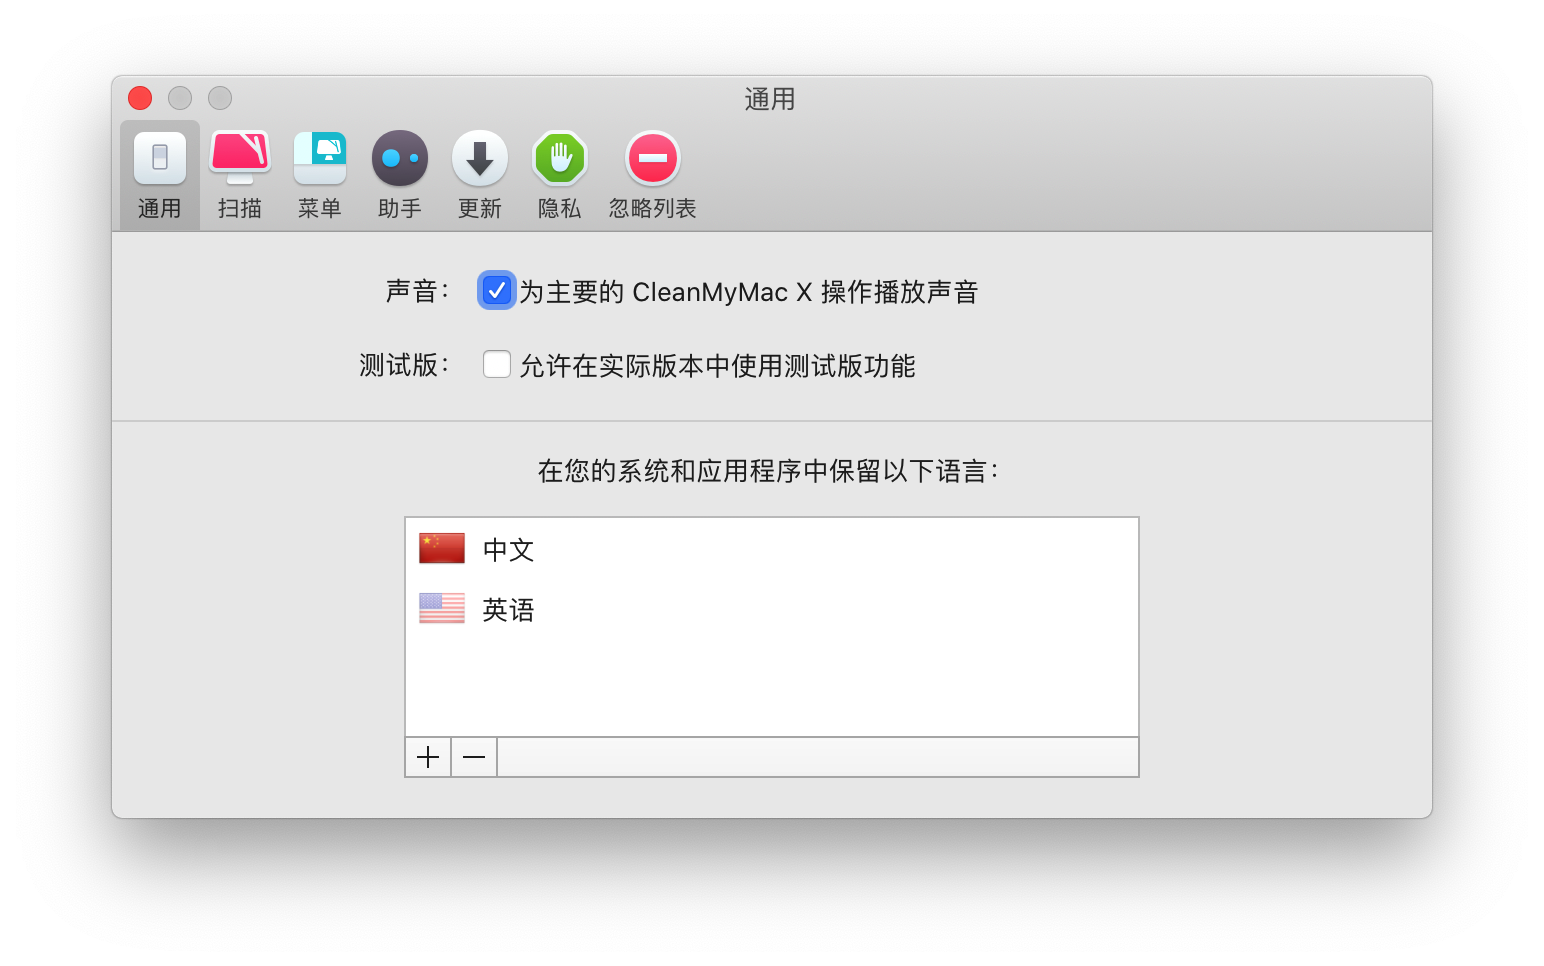 通用
通用 扫描 菜单 助手 更新 隐私 忽略列表
声音： 为主要的 CleanMyMac X 操作播放声音
测试版： 允许在实际版本中使用测试版功能
在您的系统和应用程序中保留以下语言：
中文
英语